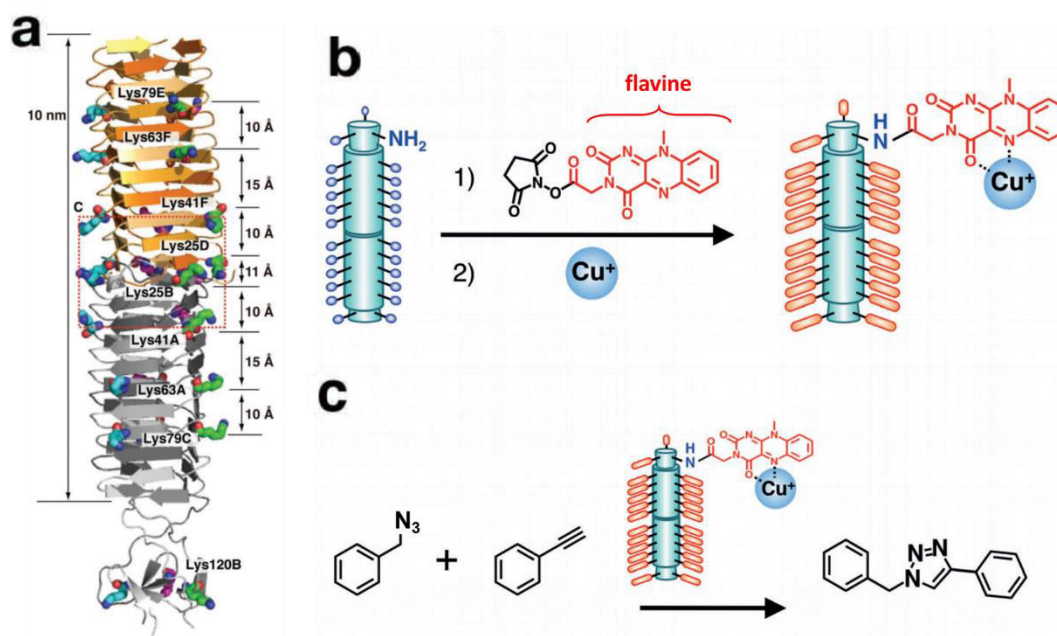 a
10 nm
Lys79E
10 Å
Lys63F
15 Å
Lys41F
C
10 Å
Lys25D
11 Å
Lys25B
10 Å
Lys41A
15 Å
Lys63A
10 Å
Lys79C
Lys120B
b
NH2
1)
2)
Cu+
flavine
O
N
O
O
O
O
N
N
N
O
N
H
N
O
O
N
N
N
O
N
Cu+
c
N3
+
H
N
O
O
N
N
N
O
N
Cu+
N
N
N